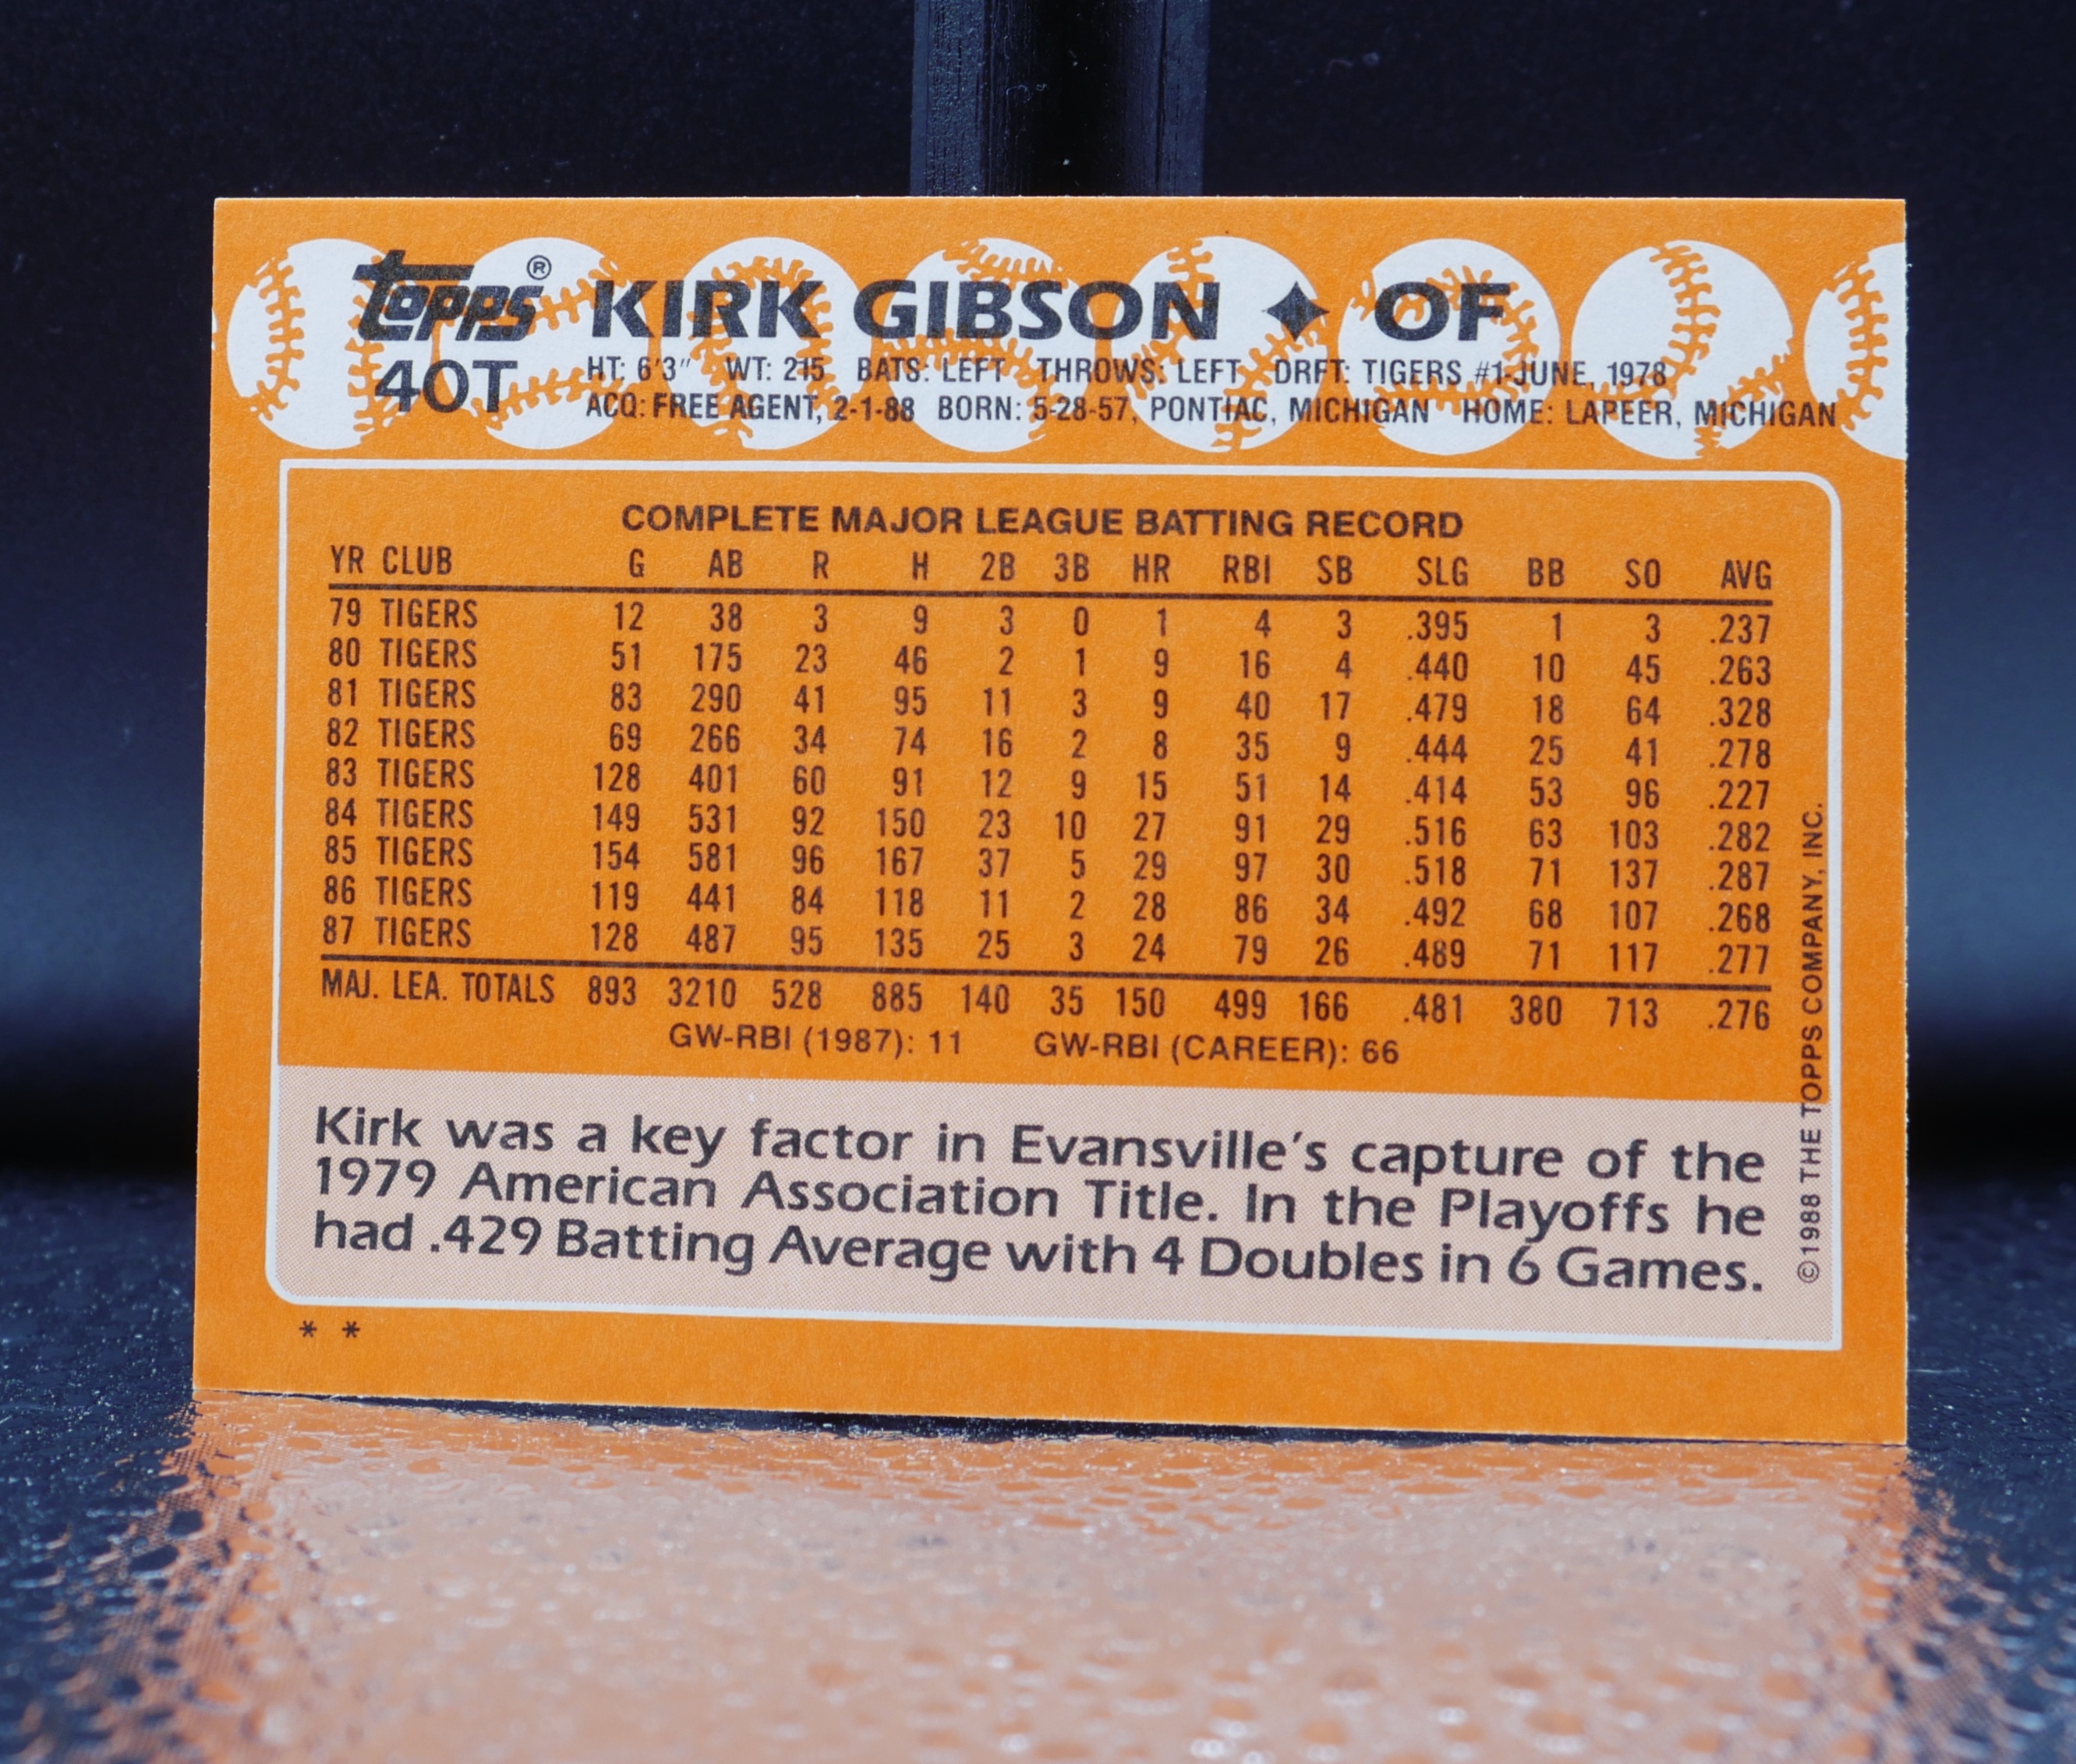 topps® KIRK GIBSON ✦ OF
40T HT: 6'3" WT: 215 BATS: LEFT THROWS: LEFT DRFT: TIGERS #1-JUNE, 1978
ACQ: FREE AGENT, 2-1-88 BORN: 5-28-57, PONTIAC, MICHIGAN HOME: LAPEER, MICHIGAN
COMPLETE MAJOR LEAGUE BATTING RECORD
YR CLUB G AB R H 2B 3B HR RBI SB SLG BB SO AVG
79 TIGERS 12 38 3 9 3 0 1 4 3 .395 1 3 .237
80 TIGERS 51 175 23 46 2 1 9 16 4 .440 10 45 .263
81 TIGERS 83 290 41 95 11 3 9 40 17 .479 18 64 .328
82 TIGERS 69 266 34 74 16 2 8 35 9 .444 25 41 .278
83 TIGERS 128 401 60 91 12 9 15 51 14 .414 53 96 .227
84 TIGERS 149 531 92 150 23 10 27 91 29 .516 63 103 .282
85 TIGERS 154 581 96 167 37 5 29 97 30 .518 71 137 .287
86 TIGERS 119 441 84 118 11 2 28 86 34 .492 68 107 .268
87 TIGERS 128 487 95 135 25 3 24 79 26 .489 71 117 .277
MAJ. LEA. TOTALS 893 3210 528 885 140 35 150 499 166 .481 380 713 .276
GW-RBI (1987): 11 GW-RBI (CAREER): 66
Kirk was a key factor in Evansville's capture of the
1979 American Association Title. In the Playoffs he
had .429 Batting Average with 4 Doubles in 6 Games.
©1988 THE TOPPS COMPANY, INC.
* *